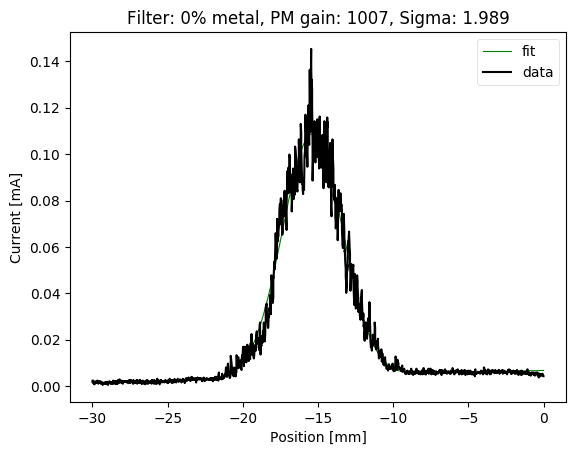 Filter: 0% metal, PM gain: 1007, Sigma: 1.989
fit
data
Current [mA]
0.14
0.12
0.10
0.08
0.06
0.04
0.02
0.00
−30 −25 −20 −15 −10 −5 0
Position [mm]